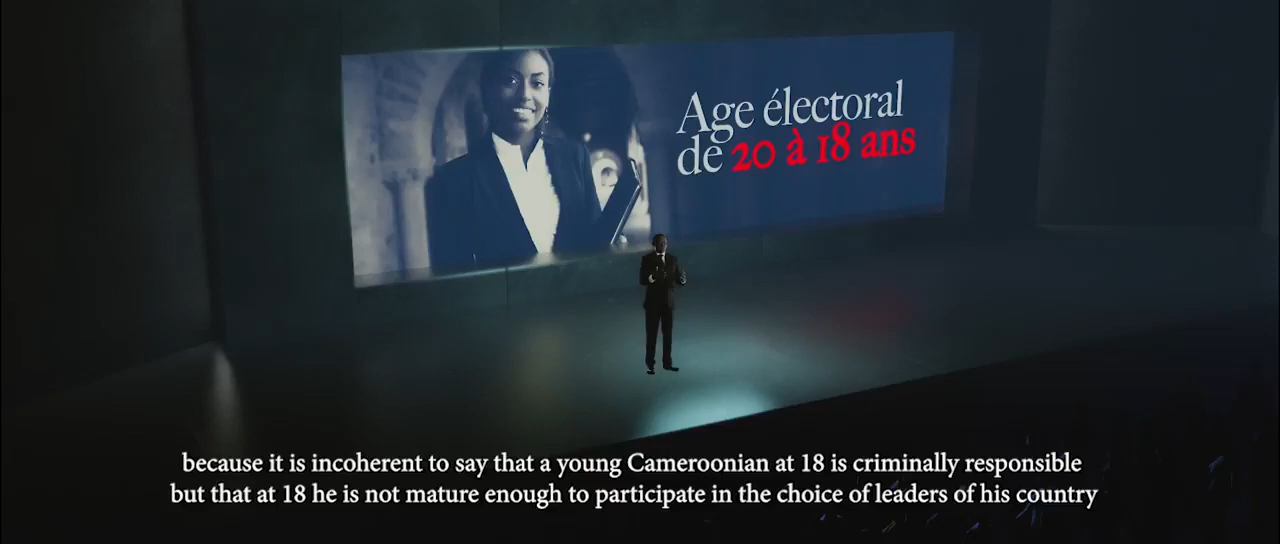 Age électoral
de 20 à 18 ans
because it is incoherent to say that a young Cameroonian at 18 is criminally responsible
but that at 18 he is not mature enough to participate in the choice of leaders of his country